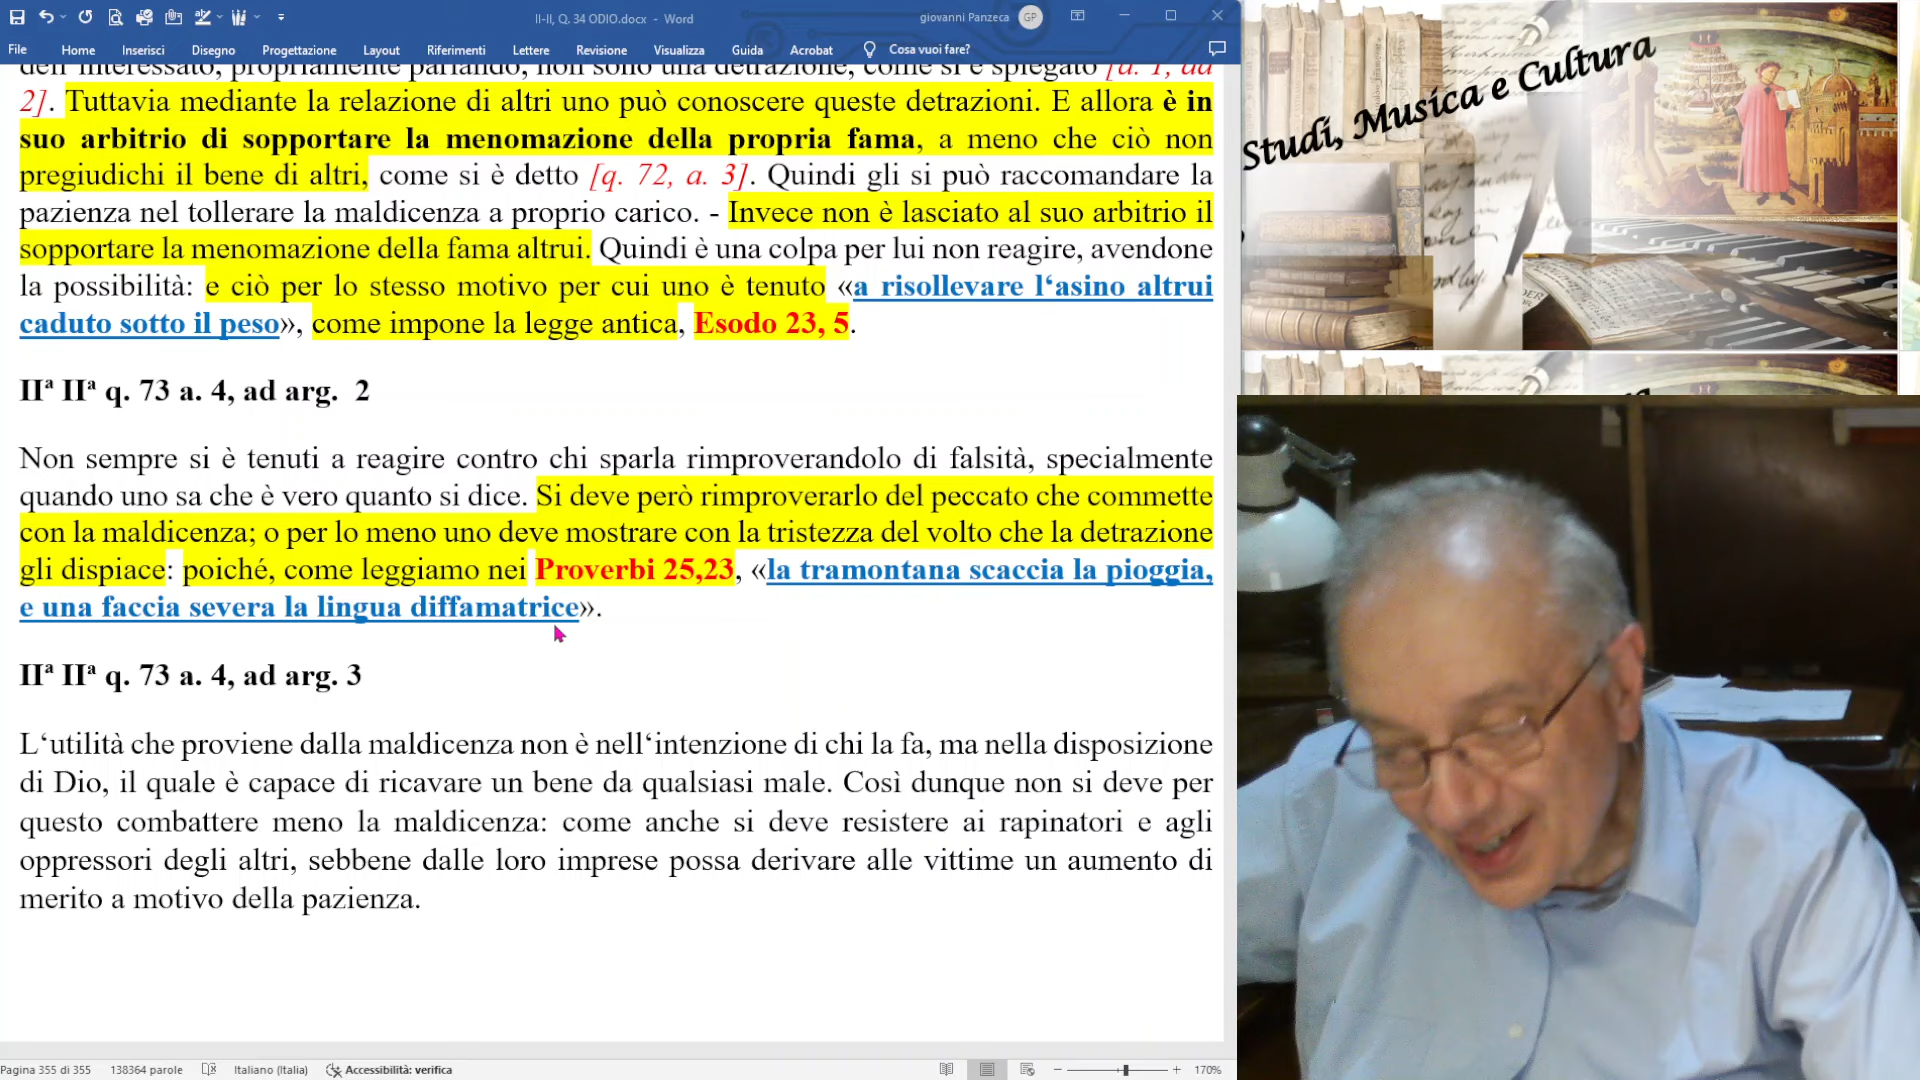 II-II, Q. 34 ODIO.docx - Word
giovanni Panzeca
GP
File
Home
Inserisci
Disegno
Progettazione
Layout
Riferimenti
Lettere
Revisione
Visualizza
Guida
Acrobat
Cosa vuoi fare?
dell'interessato, propriamente parlando, non sono una detrazione, come si è spiegato [a. 1, ad
2]. Tuttavia mediante la relazione di altri uno può conoscere queste detrazioni. E allora è in
suo arbitrio di sopportare la menomazione della propria fama, a meno che ciò non
pregiudichi il bene di altri, come si è detto [q. 72, a. 3]. Quindi gli si può raccomandare la
pazienza nel tollerare la maldicenza a proprio carico. - Invece non è lasciato al suo arbitrio il
sopportare la menomazione della fama altrui. Quindi è una colpa per lui non reagire, avendone
la possibilità: e ciò per lo stesso motivo per cui uno è tenuto «a risollevare l‘asino altrui
caduto sotto il peso», come impone la legge antica, Esodo 23, 5.
IIª IIª q. 73 a. 4, ad arg. 2
Non sempre si è tenuti a reagire contro chi sparla rimproverandolo di falsità, specialmente
quando uno sa che è vero quanto si dice. Si deve però rimproverarlo del peccato che commette
con la maldicenza; o per lo meno uno deve mostrare con la tristezza del volto che la detrazione
gli dispiace: poiché, come leggiamo nei Proverbi 25,23, «la tramontana scaccia la pioggia,
e una faccia severa la lingua diffamatrice».
IIª IIª q. 73 a. 4, ad arg. 3
L‘utilità che proviene dalla maldicenza non è nell‘intenzione di chi la fa, ma nella disposizione
di Dio, il quale è capace di ricavare un bene da qualsiasi male. Così dunque non si deve per
questo combattere meno la maldicenza: come anche si deve resistere ai rapinatori e agli
oppressori degli altri, sebbene dalle loro imprese possa derivare alle vittime un aumento di
merito a motivo della pazienza.
Pagina 355 di 355
138364 parole
Italiano (Italia)
Accessibilità: verifica
170%
Studi, Musica e Cultura